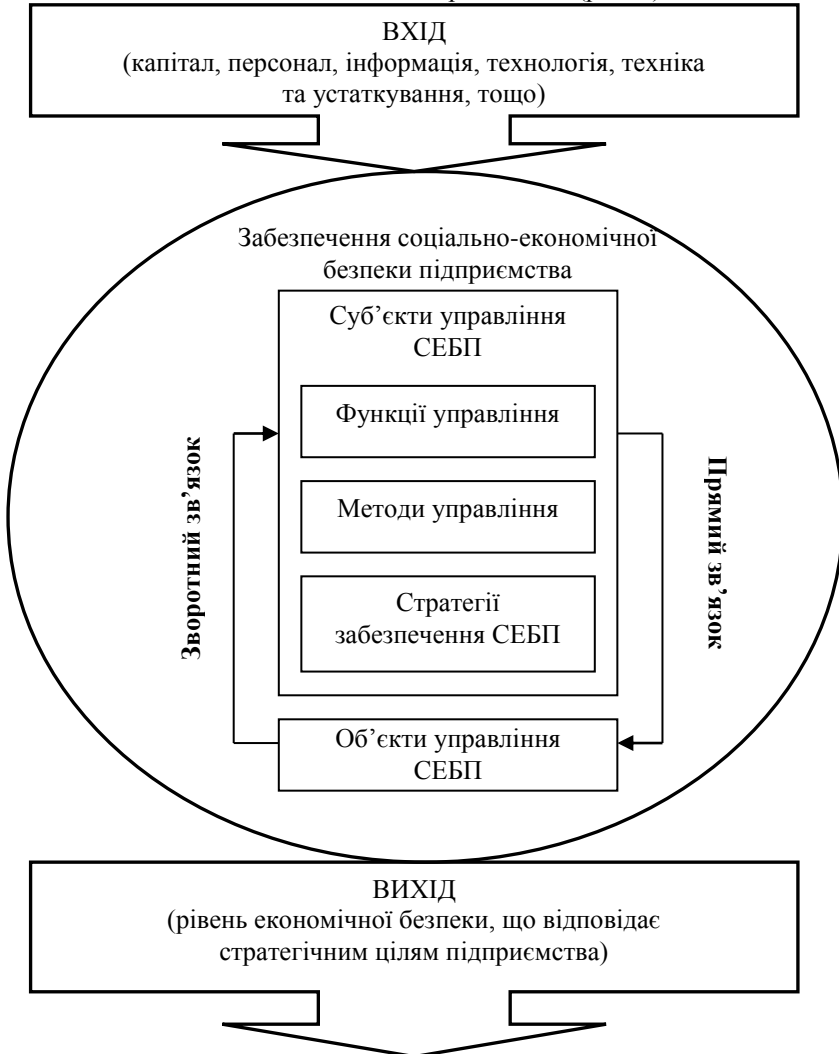 ВХІД
(капітал, персонал, інформація, технологія, техніка
та устаткування, тощо)
Забезпечення соціально-економічної
безпеки підприємства
Суб’єкти управління
СЕБП
Функції управління
Методи управління
Стратегії
забезпечення СЕБП
Зворотний зв’язок
Прямий зв’язок
Об’єкти управління
СЕБП
ВИХІД
(рівень економічної безпеки, що відповідає
стратегічним цілям підприємства)